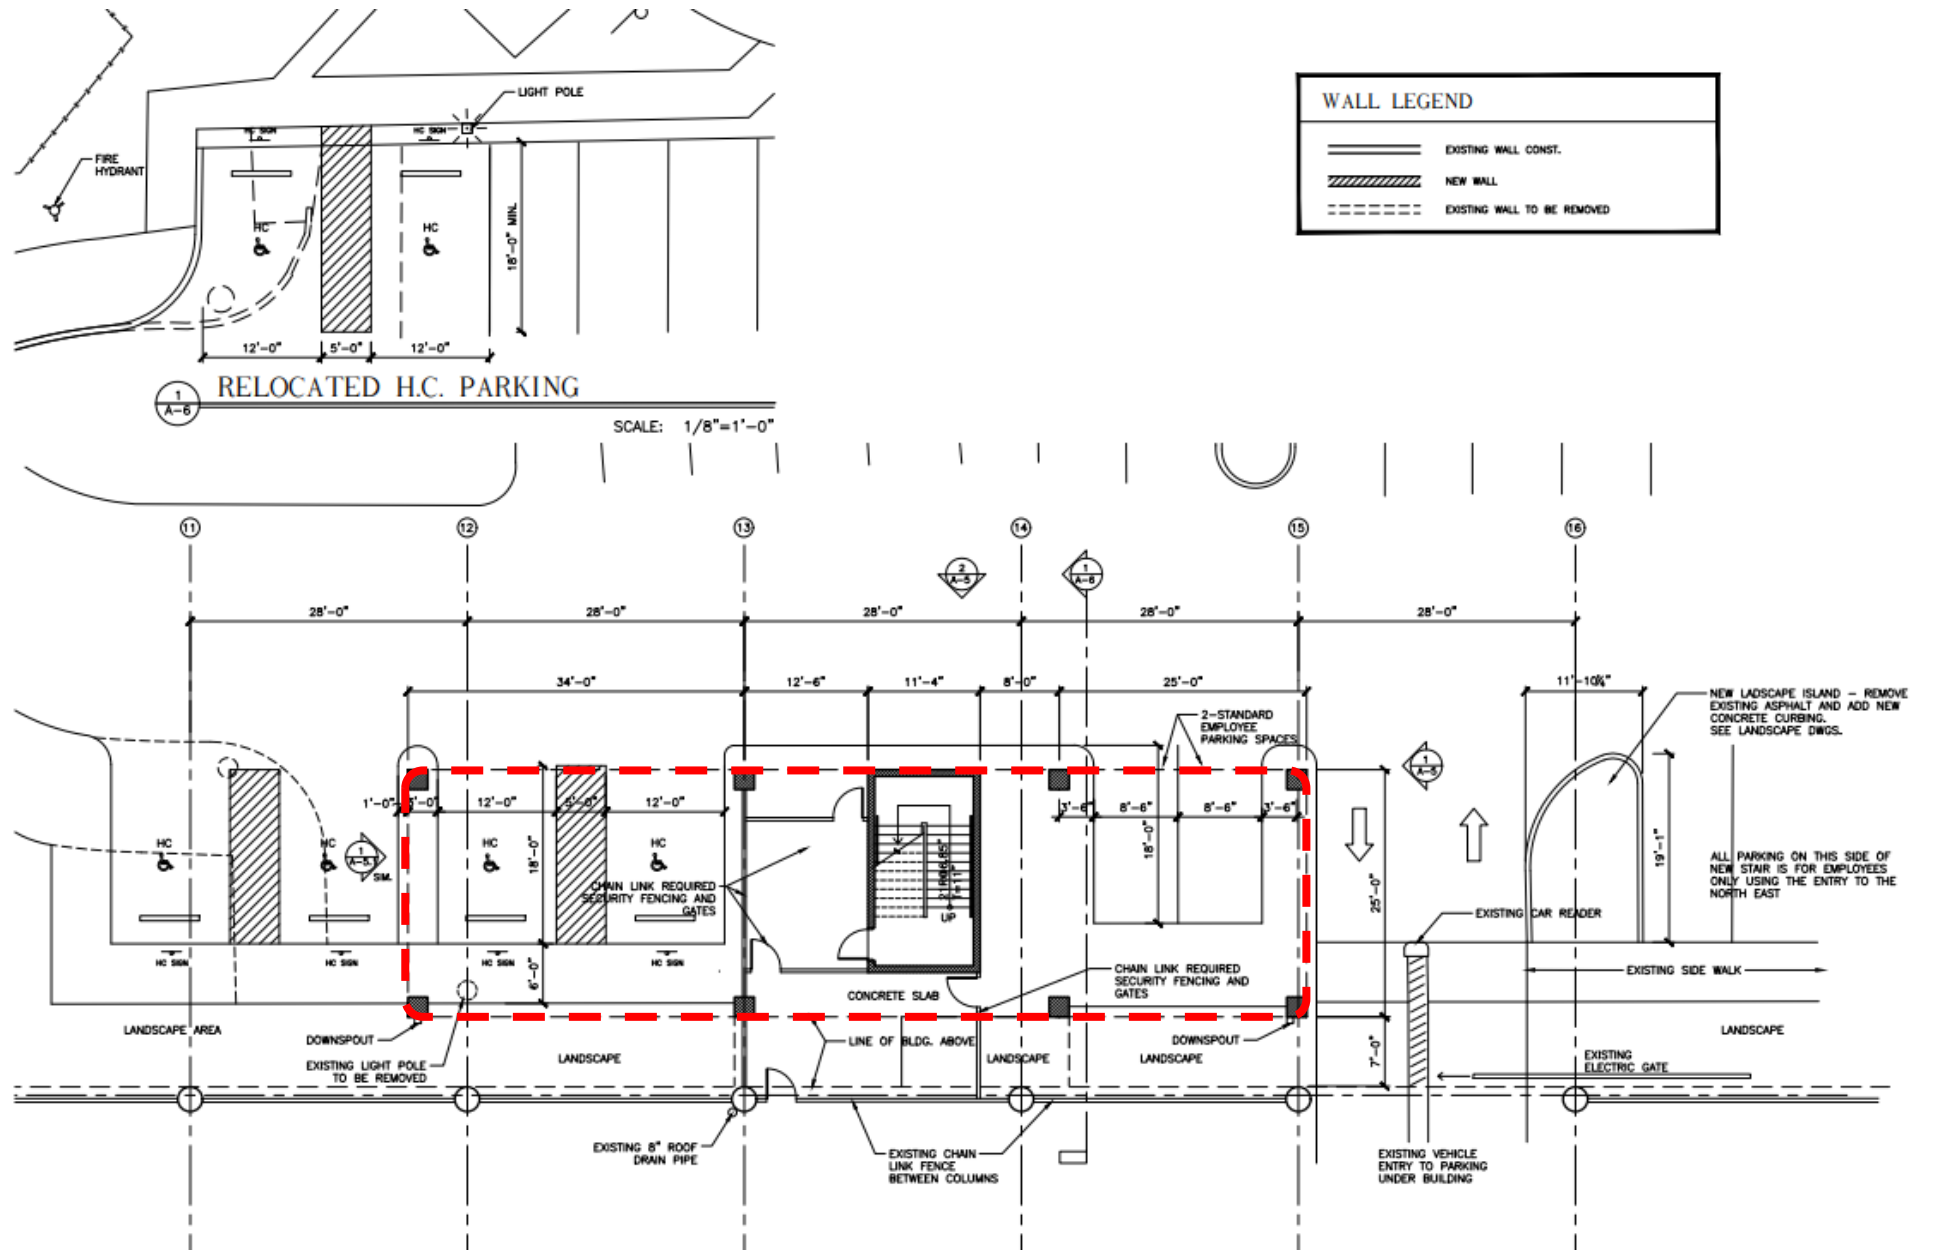 LIGHT POLE
HC SIGN
HC SIGN
FIRE
HYDRANT
HC
HC
18'-0" MIN.
12'-0"
5'-0"
12'-0"
1
A-6
RELOCATED H.C. PARKING
SCALE: 1/8"=1'-0"
WALL LEGEND
EXISTING WALL CONST.
NEW WALL
EXISTING WALL TO BE REMOVED
11
12
13
14
15
16
2
A-5
1
A-6
28'-0"
28'-0"
28'-0"
28'-0"
28'-0"
34'-0"
12'-6"
11'-4"
8'-0"
25'-0"
11'-10¼"
NEW LADSCAPE ISLAND - REMOVE
EXISTING ASPHALT AND ADD NEW
CONCRETE CURBING.
SEE LANDSCAPE DWGS.
2-STANDARD
EMPLOYEE
PARKING SPACES
1
A-5
1'-0"
12'-0"
5'-0"
12'-0"
3'-6"
8'-6"
8'-6"
3'-6"
18'-0"
18'-0"
25'-0"
19'-1"
HC
HC
HC
HC
1
A-5.1
SIM.
ALL PARKING ON THIS SIDE OF
NEW STAIR IS FOR EMPLOYEES
ONLY USING THE ENTRY TO THE
NORTH EAST
CHAIN LINK REQUIRED
SECURITY FENCING AND
GATES
UP
EXISTING CAR READER
HC SIGN
HC SIGN
HC SIGN
HC SIGN
6'-0"
CHAIN LINK REQUIRED
SECURITY FENCING AND
GATES
EXISTING SIDE WALK
CONCRETE SLAB
LANDSCAPE AREA
DOWNSPOUT
LINE OF BLDG. ABOVE
DOWNSPOUT
LANDSCAPE
LANDSCAPE
LANDSCAPE
LANDSCAPE
7'-0"
EXISTING LIGHT POLE
TO BE REMOVED
EXISTING
ELECTRIC GATE
EXISTING 8" ROOF
DRAIN PIPE
EXISTING CHAIN
LINK FENCE
BETWEEN COLUMNS
EXISTING VEHICLE
ENTRY TO PARKING
UNDER BUILDING